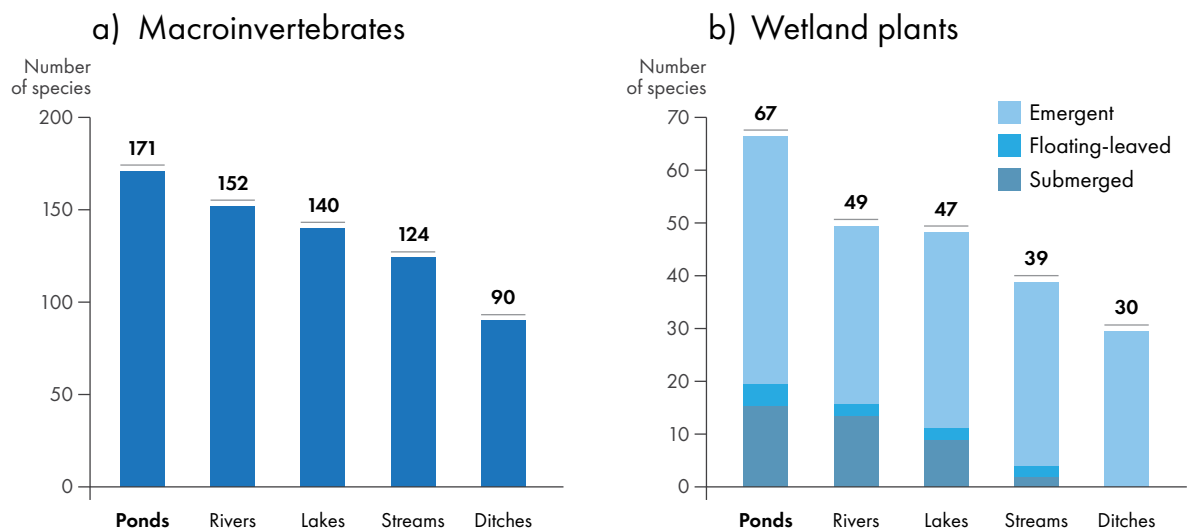 a) Macroinvertebrates
Number
of species
200
150
100
50
0
171
152
140
124
90
Ponds
Rivers
Lakes
Streams
Ditches
b) Wetland plants
Number
of species
70
60
50
40
30
20
10
0
67
49
47
39
30
Emergent
Floating-leaved
Submerged
Ponds
Rivers
Lakes
Streams
Ditches